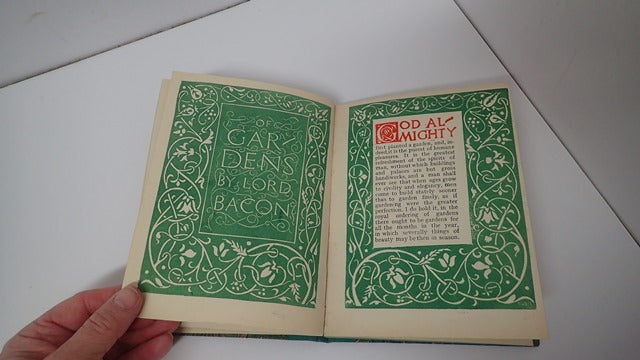 OF
GAR
DENS
BY LORD
BACON
GOD AL-
MIGHTY
first planted a garden, and, in-
deed, it is the purest of humane
pleasures. It is the greatest
refreshment of the spirits of
man, without which buildings
and palaces are but gross
handiworks, and a man shall
ever see that when ages grow
to cyility and elegancy, men
come to build stately sooner
than to garden finely, as if
gardening were the greater
perfection. I do hold it, in the
royal ordering of gardens
there ought to be gardens for
all the months in the year,
in which severally things of
beauty may be then in season.